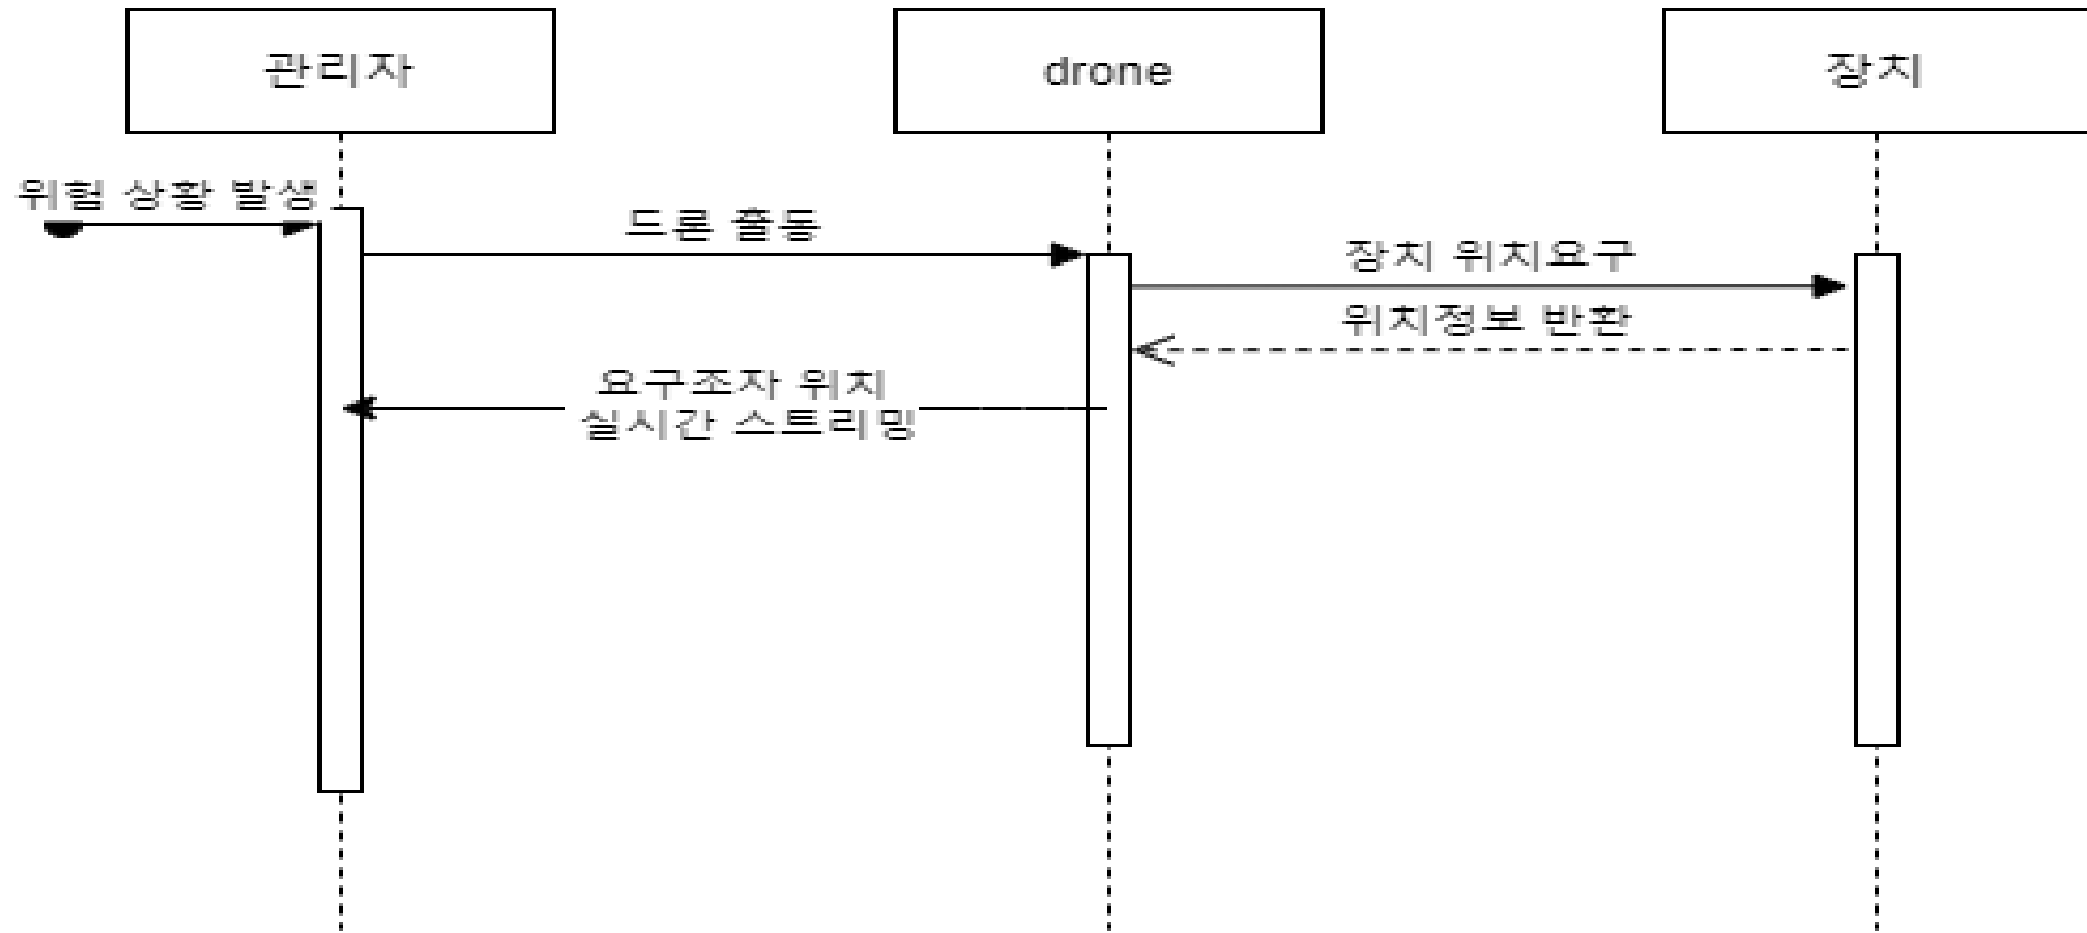 관리자
drone
장치
위험 상황 발생
드론 출동
장치 위치요구
위치정보 반환
요구조자 위치
실시간 스트리밍